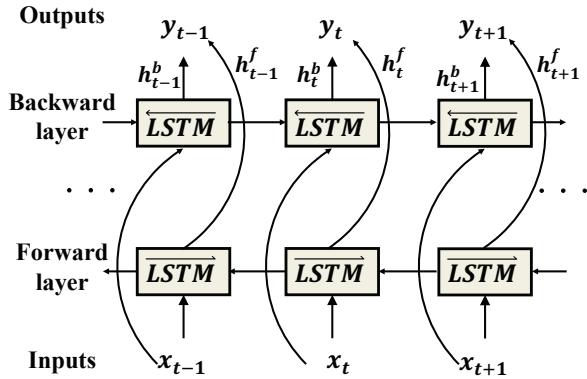 Outputs y_{t-1} y_t y_{t+1}
h^b_{t-1} h^f_{t-1} h^b_t h^f_t h^b_{t+1} h^f_{t+1}
Backward
layer
LSTM LSTM LSTM
. . . . . .
Forward
layer
LSTM LSTM LSTM
Inputs x_{t-1} x_t x_{t+1}